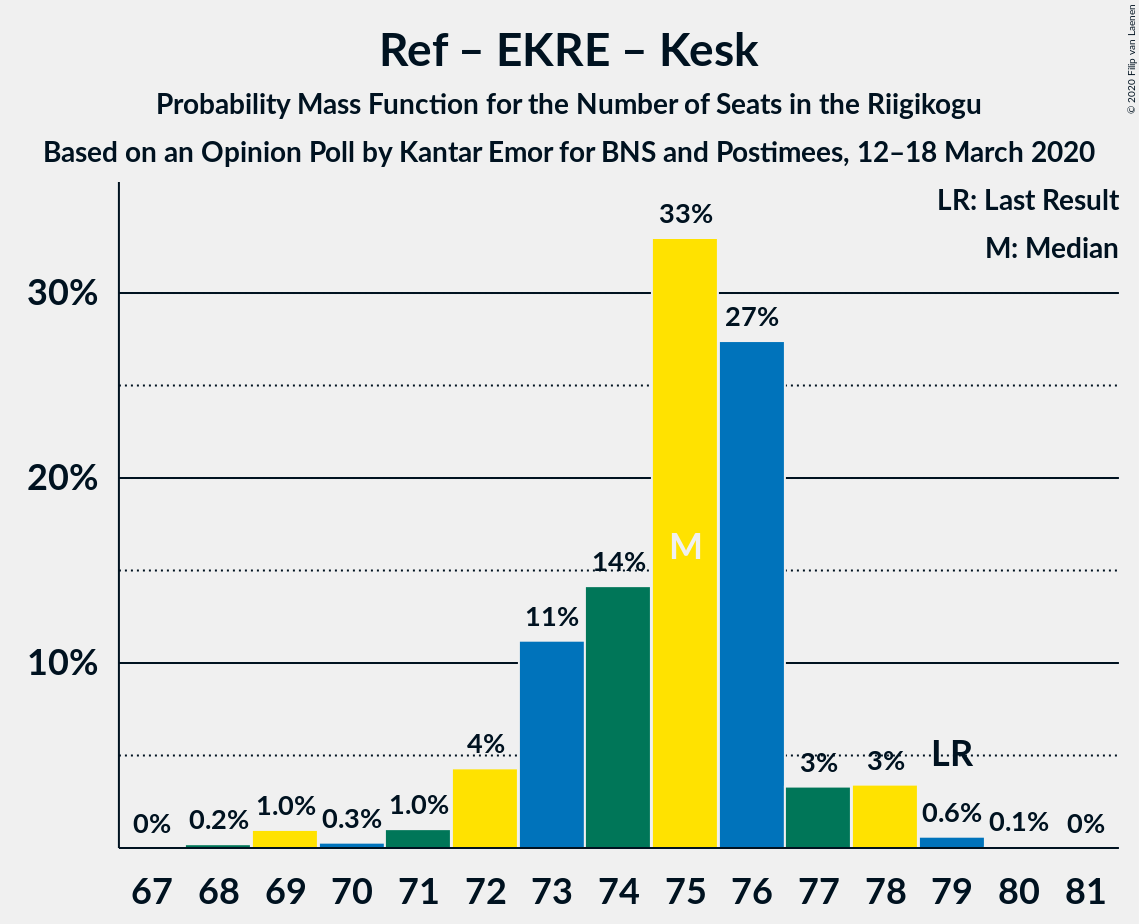 Ref – EKRE – Kesk
Probability Mass Function for the Number of Seats in the Riigikogu
Based on an Opinion Poll by Kantar Emor for BNS and Postimees, 12–18 March 2020
© 2020 Filip van Laenen
LR: Last Result
M: Median
30%
20%
10%
0%
0.2%
1.0%
0.3%
1.0%
4%
11%
14%
33%
M
27%
3%
3%
LR
0.6%
0.1%
0%
67 68 69 70 71 72 73 74 75 76 77 78 79 80 81